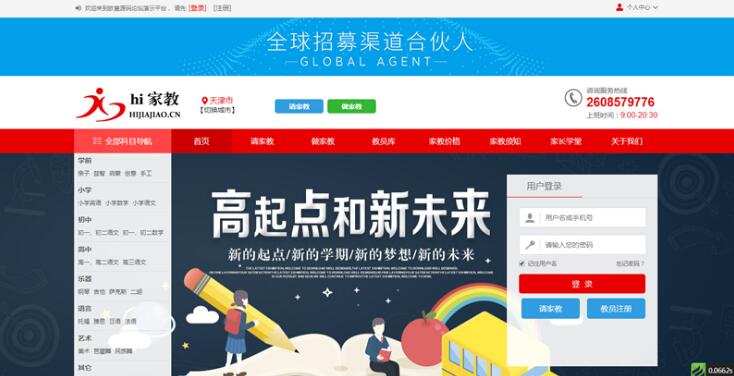 欢迎来到欧皇源码论坛演示平台，请先 [登录] [注册]
个人中心
全球招募渠道合伙人
—GLOBAL AGENT—
hi 家教
HIJIAJIAO.CN
天津市
【切换城市】
请家教 做家教
咨询服务热线
2608579776
上班时间：9:00-20:30
全部科目导航 首页 请家教 做家教 教员库 家教价格 家教须知 家长学堂 关于我们
学前
亲子 益智 启蒙 创意 手工
小学
小学英语 小学数学 小学语文
初中
初一、初二语文 初一、初二数学
高中
高一、高二语文 高三语文
乐器
钢琴 吉他 萨克斯 二胡
语言
托福 雅思 日语 法语
艺术
美术 芭蕾舞 民族舞
其它
高起点和新未来
新的起点/新的学期/新的梦想/新的未来
用户登录
用户名或手机号
请输入您的密码
记住用户名 忘记密码？
登 录
请家教 教员注册
0.0662s